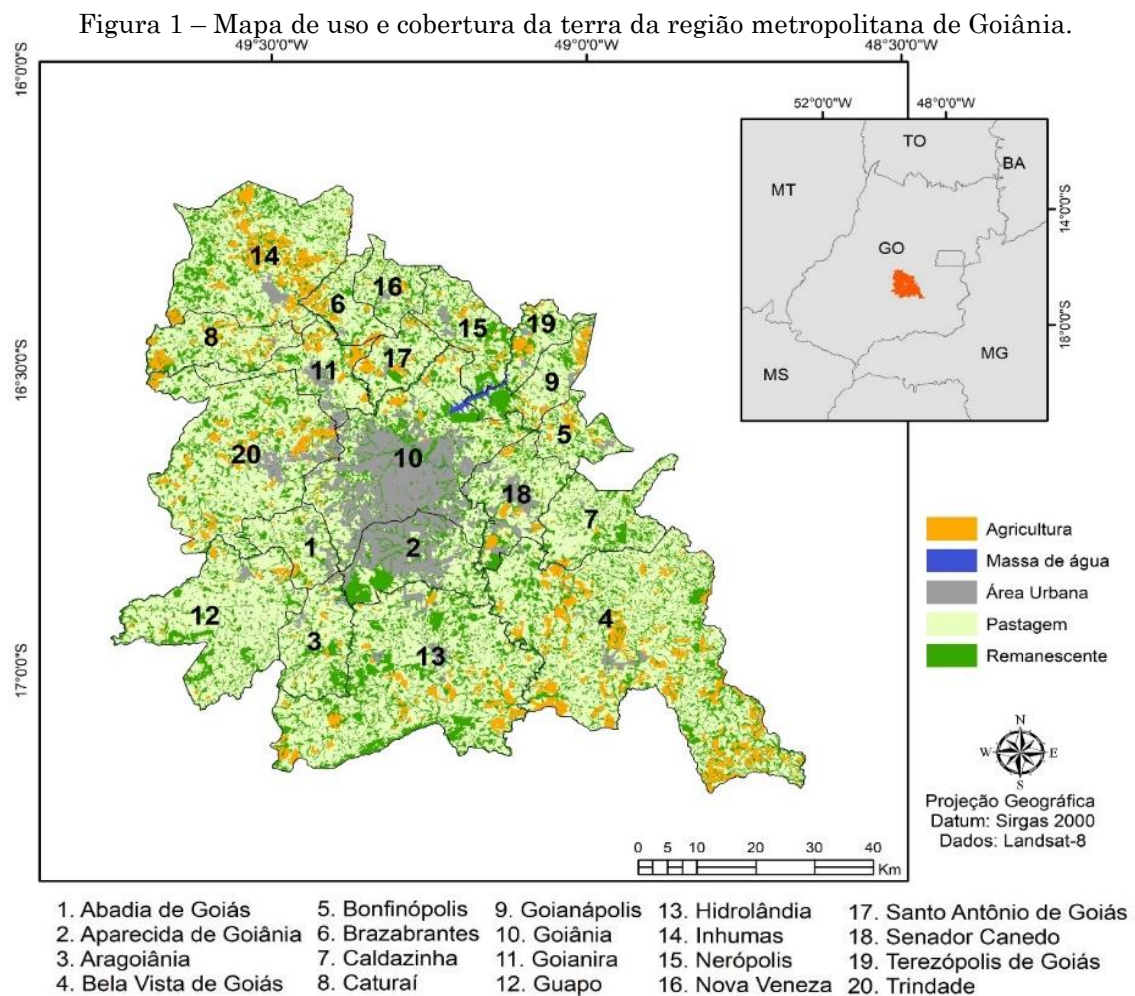 Figura 1 – Mapa de uso e cobertura da terra da região metropolitana de Goiânia.
49°30'0"W 49°0'0"W 48°30'0"W
16°0'0"S
16°30'0"S
17°0'0"S
52°0'0"W 48°0'0"W
14°0'0"S
18°0'0"S
TO
BA
MT
GO
MG
MS
14
16
6
15
19
8
17
11
9
5
10
20
18
7
1
2
12
4
3
13
Agricultura
Massa de água
Área Urbana
Pastagem
Remanescente
N
W E
S
Projeção Geográfica
Datum: Sirgas 2000
Dados: Landsat-8
0 5 10 20 30 40
Km
1. Abadia de Goiás 5. Bonfinópolis 9. Goianápolis 13. Hidrolândia 17. Santo Antônio de Goiás
2. Aparecida de Goiânia 6. Brazabrantes 10. Goiânia 14. Inhumas 18. Senador Canedo
3. Aragoiânia 7. Caldazinha 11. Goianira 15. Nerópolis 19. Terezópolis de Goiás
4. Bela Vista de Goiás 8. Caturaí 12. Guapo 16. Nova Veneza 20. Trindade